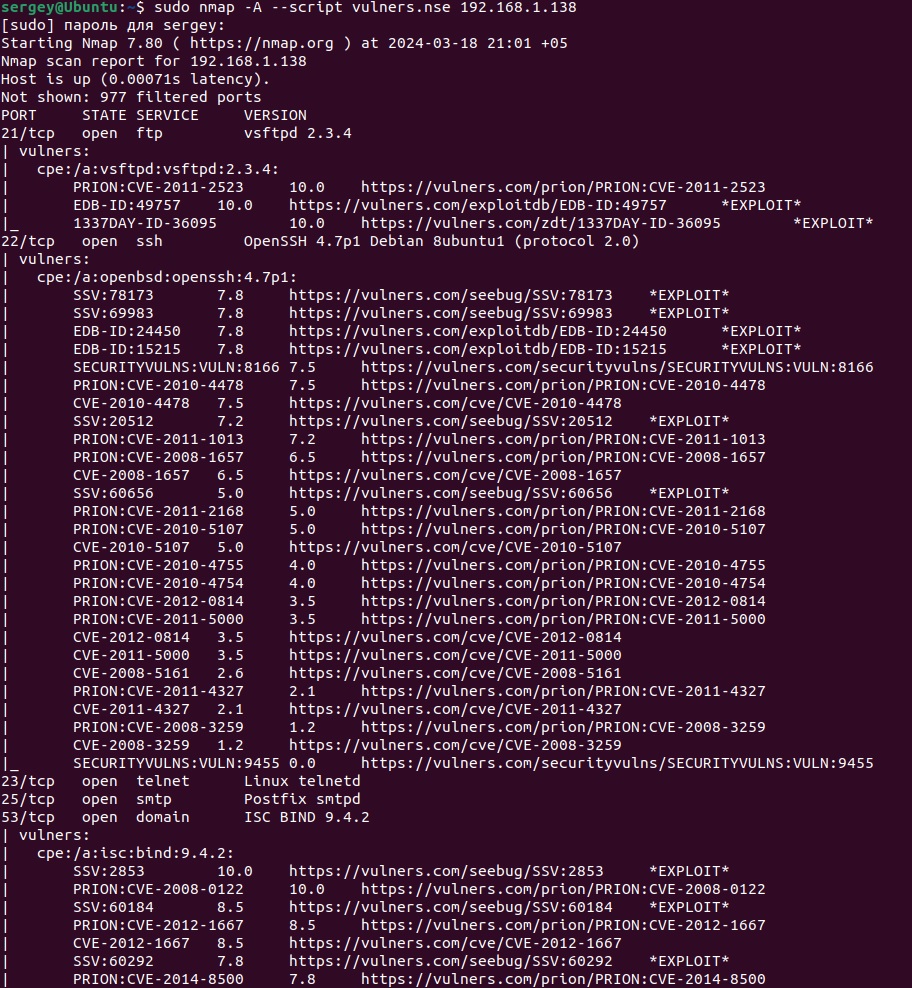 sergey@Ubuntu:~$ sudo nmap -A --script vulners.nse 192.168.1.138
[sudo] пароль для sergey:
Starting Nmap 7.80 ( https://nmap.org ) at 2024-03-18 21:01 +05
Nmap scan report for 192.168.1.138
Host is up (0.00071s latency).
Not shown: 977 filtered ports
PORT     STATE SERVICE     VERSION
21/tcp   open  ftp         vsftpd 2.3.4
| vulners:
|   cpe:/a:vsftpd:vsftpd:2.3.4:
|       PRION:CVE-2011-2523     10.0    https://vulners.com/prion/PRION:CVE-2011-2523
|       EDB-ID:49757    10.0    https://vulners.com/exploitdb/EDB-ID:49757      *EXPLOIT*
|_      1337DAY-ID-36095        10.0    https://vulners.com/zdt/1337DAY-ID-36095        *EXPLOIT*
22/tcp   open  ssh         OpenSSH 4.7p1 Debian 8ubuntu1 (protocol 2.0)
| vulners:
|   cpe:/a:openbsd:openssh:4.7p1:
|       SSV:78173       7.8     https://vulners.com/seebug/SSV:78173    *EXPLOIT*
|       SSV:69983       7.8     https://vulners.com/seebug/SSV:69983    *EXPLOIT*
|       EDB-ID:24450    7.8     https://vulners.com/exploitdb/EDB-ID:24450      *EXPLOIT*
|       EDB-ID:15215    7.8     https://vulners.com/exploitdb/EDB-ID:15215      *EXPLOIT*
|       SECURITYVULNS:VULN:8166 7.5     https://vulners.com/securityvulns/SECURITYVULNS:VULN:8166
|       PRION:CVE-2010-4478     7.5     https://vulners.com/prion/PRION:CVE-2010-4478
|       CVE-2010-4478   7.5     https://vulners.com/cve/CVE-2010-4478
|       SSV:20512       7.2     https://vulners.com/seebug/SSV:20512    *EXPLOIT*
|       PRION:CVE-2011-1013     7.2     https://vulners.com/prion/PRION:CVE-2011-1013
|       PRION:CVE-2008-1657     6.5     https://vulners.com/prion/PRION:CVE-2008-1657
|       CVE-2008-1657   6.5     https://vulners.com/cve/CVE-2008-1657
|       SSV:60656       5.0     https://vulners.com/seebug/SSV:60656    *EXPLOIT*
|       PRION:CVE-2011-2168     5.0     https://vulners.com/prion/PRION:CVE-2011-2168
|       PRION:CVE-2010-5107     5.0     https://vulners.com/prion/PRION:CVE-2010-5107
|       CVE-2010-5107   5.0     https://vulners.com/cve/CVE-2010-5107
|       PRION:CVE-2010-4755     4.0     https://vulners.com/prion/PRION:CVE-2010-4755
|       PRION:CVE-2010-4754     4.0     https://vulners.com/prion/PRION:CVE-2010-4754
|       PRION:CVE-2012-0814     3.5     https://vulners.com/prion/PRION:CVE-2012-0814
|       PRION:CVE-2011-5000     3.5     https://vulners.com/prion/PRION:CVE-2011-5000
|       CVE-2012-0814   3.5     https://vulners.com/cve/CVE-2012-0814
|       CVE-2011-5000   3.5     https://vulners.com/cve/CVE-2011-5000
|       CVE-2008-5161   2.6     https://vulners.com/cve/CVE-2008-5161
|       PRION:CVE-2011-4327     2.1     https://vulners.com/prion/PRION:CVE-2011-4327
|       CVE-2011-4327   2.1     https://vulners.com/cve/CVE-2011-4327
|       PRION:CVE-2008-3259     1.2     https://vulners.com/prion/PRION:CVE-2008-3259
|       CVE-2008-3259   1.2     https://vulners.com/cve/CVE-2008-3259
|_      SECURITYVULNS:VULN:9455 0.0     https://vulners.com/securityvulns/SECURITYVULNS:VULN:9455
23/tcp   open  telnet      Linux telnetd
25/tcp   open  smtp        Postfix smtpd
53/tcp   open  domain      ISC BIND 9.4.2
| vulners:
|   cpe:/a:isc:bind:9.4.2:
|       SSV:2853        10.0    https://vulners.com/seebug/SSV:2853     *EXPLOIT*
|       PRION:CVE-2008-0122     10.0    https://vulners.com/prion/PRION:CVE-2008-0122
|       SSV:60184       8.5     https://vulners.com/seebug/SSV:60184    *EXPLOIT*
|       PRION:CVE-2012-1667     8.5     https://vulners.com/prion/PRION:CVE-2012-1667
|       CVE-2012-1667   8.5     https://vulners.com/cve/CVE-2012-1667
|       SSV:60292       7.8     https://vulners.com/seebug/SSV:60292    *EXPLOIT*
|       PRION:CVE-2014-8500     7.8     https://vulners.com/prion/PRION:CVE-2014-8500